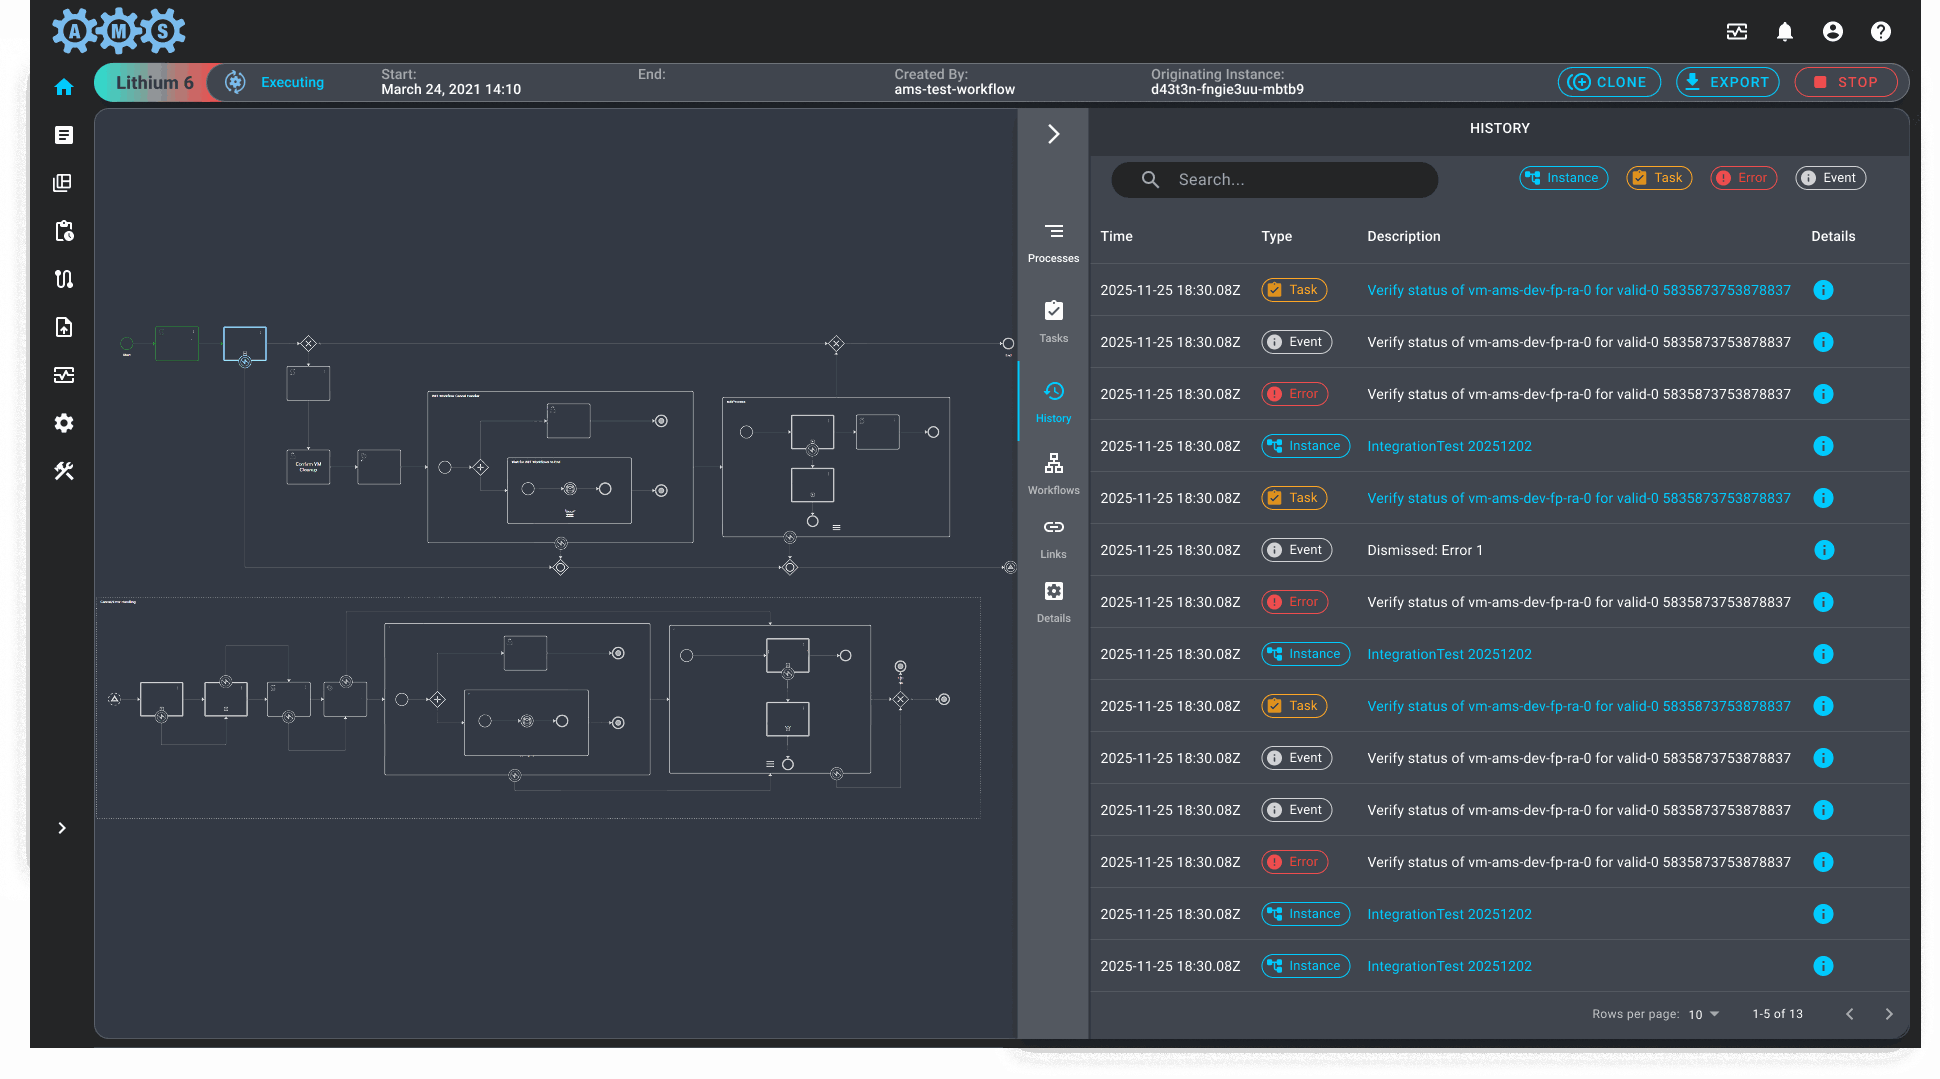 AMS
Lithium 6
Executing
Start:
March 24, 2021 14:10
End:
Created By:
ams-test-workflow
Originating Instance:
d43t3n-fngie3uu-mbtb9
CLONE
EXPORT
STOP
Confirm VM
Cleanup
Processes
Tasks
History
Workflows
Links
Details
HISTORY
Search...
Instance
Task
Error
Event
Time Type Description Details
2025-11-25 18:30.08Z Task Verify status of vm-ams-dev-fp-ra-0 for valid-0 5835873753878837
2025-11-25 18:30.08Z Event Verify status of vm-ams-dev-fp-ra-0 for valid-0 5835873753878837
2025-11-25 18:30.08Z Error Verify status of vm-ams-dev-fp-ra-0 for valid-0 5835873753878837
2025-11-25 18:30.08Z Instance IntegrationTest 20251202
2025-11-25 18:30.08Z Task Verify status of vm-ams-dev-fp-ra-0 for valid-0 5835873753878837
2025-11-25 18:30.08Z Event Dismissed: Error 1
2025-11-25 18:30.08Z Error Verify status of vm-ams-dev-fp-ra-0 for valid-0 5835873753878837
2025-11-25 18:30.08Z Instance IntegrationTest 20251202
2025-11-25 18:30.08Z Task Verify status of vm-ams-dev-fp-ra-0 for valid-0 5835873753878837
2025-11-25 18:30.08Z Event Verify status of vm-ams-dev-fp-ra-0 for valid-0 5835873753878837
2025-11-25 18:30.08Z Event Verify status of vm-ams-dev-fp-ra-0 for valid-0 5835873753878837
2025-11-25 18:30.08Z Error Verify status of vm-ams-dev-fp-ra-0 for valid-0 5835873753878837
2025-11-25 18:30.08Z Instance IntegrationTest 20251202
2025-11-25 18:30.08Z Instance IntegrationTest 20251202
Rows per page: 10 1-5 of 13